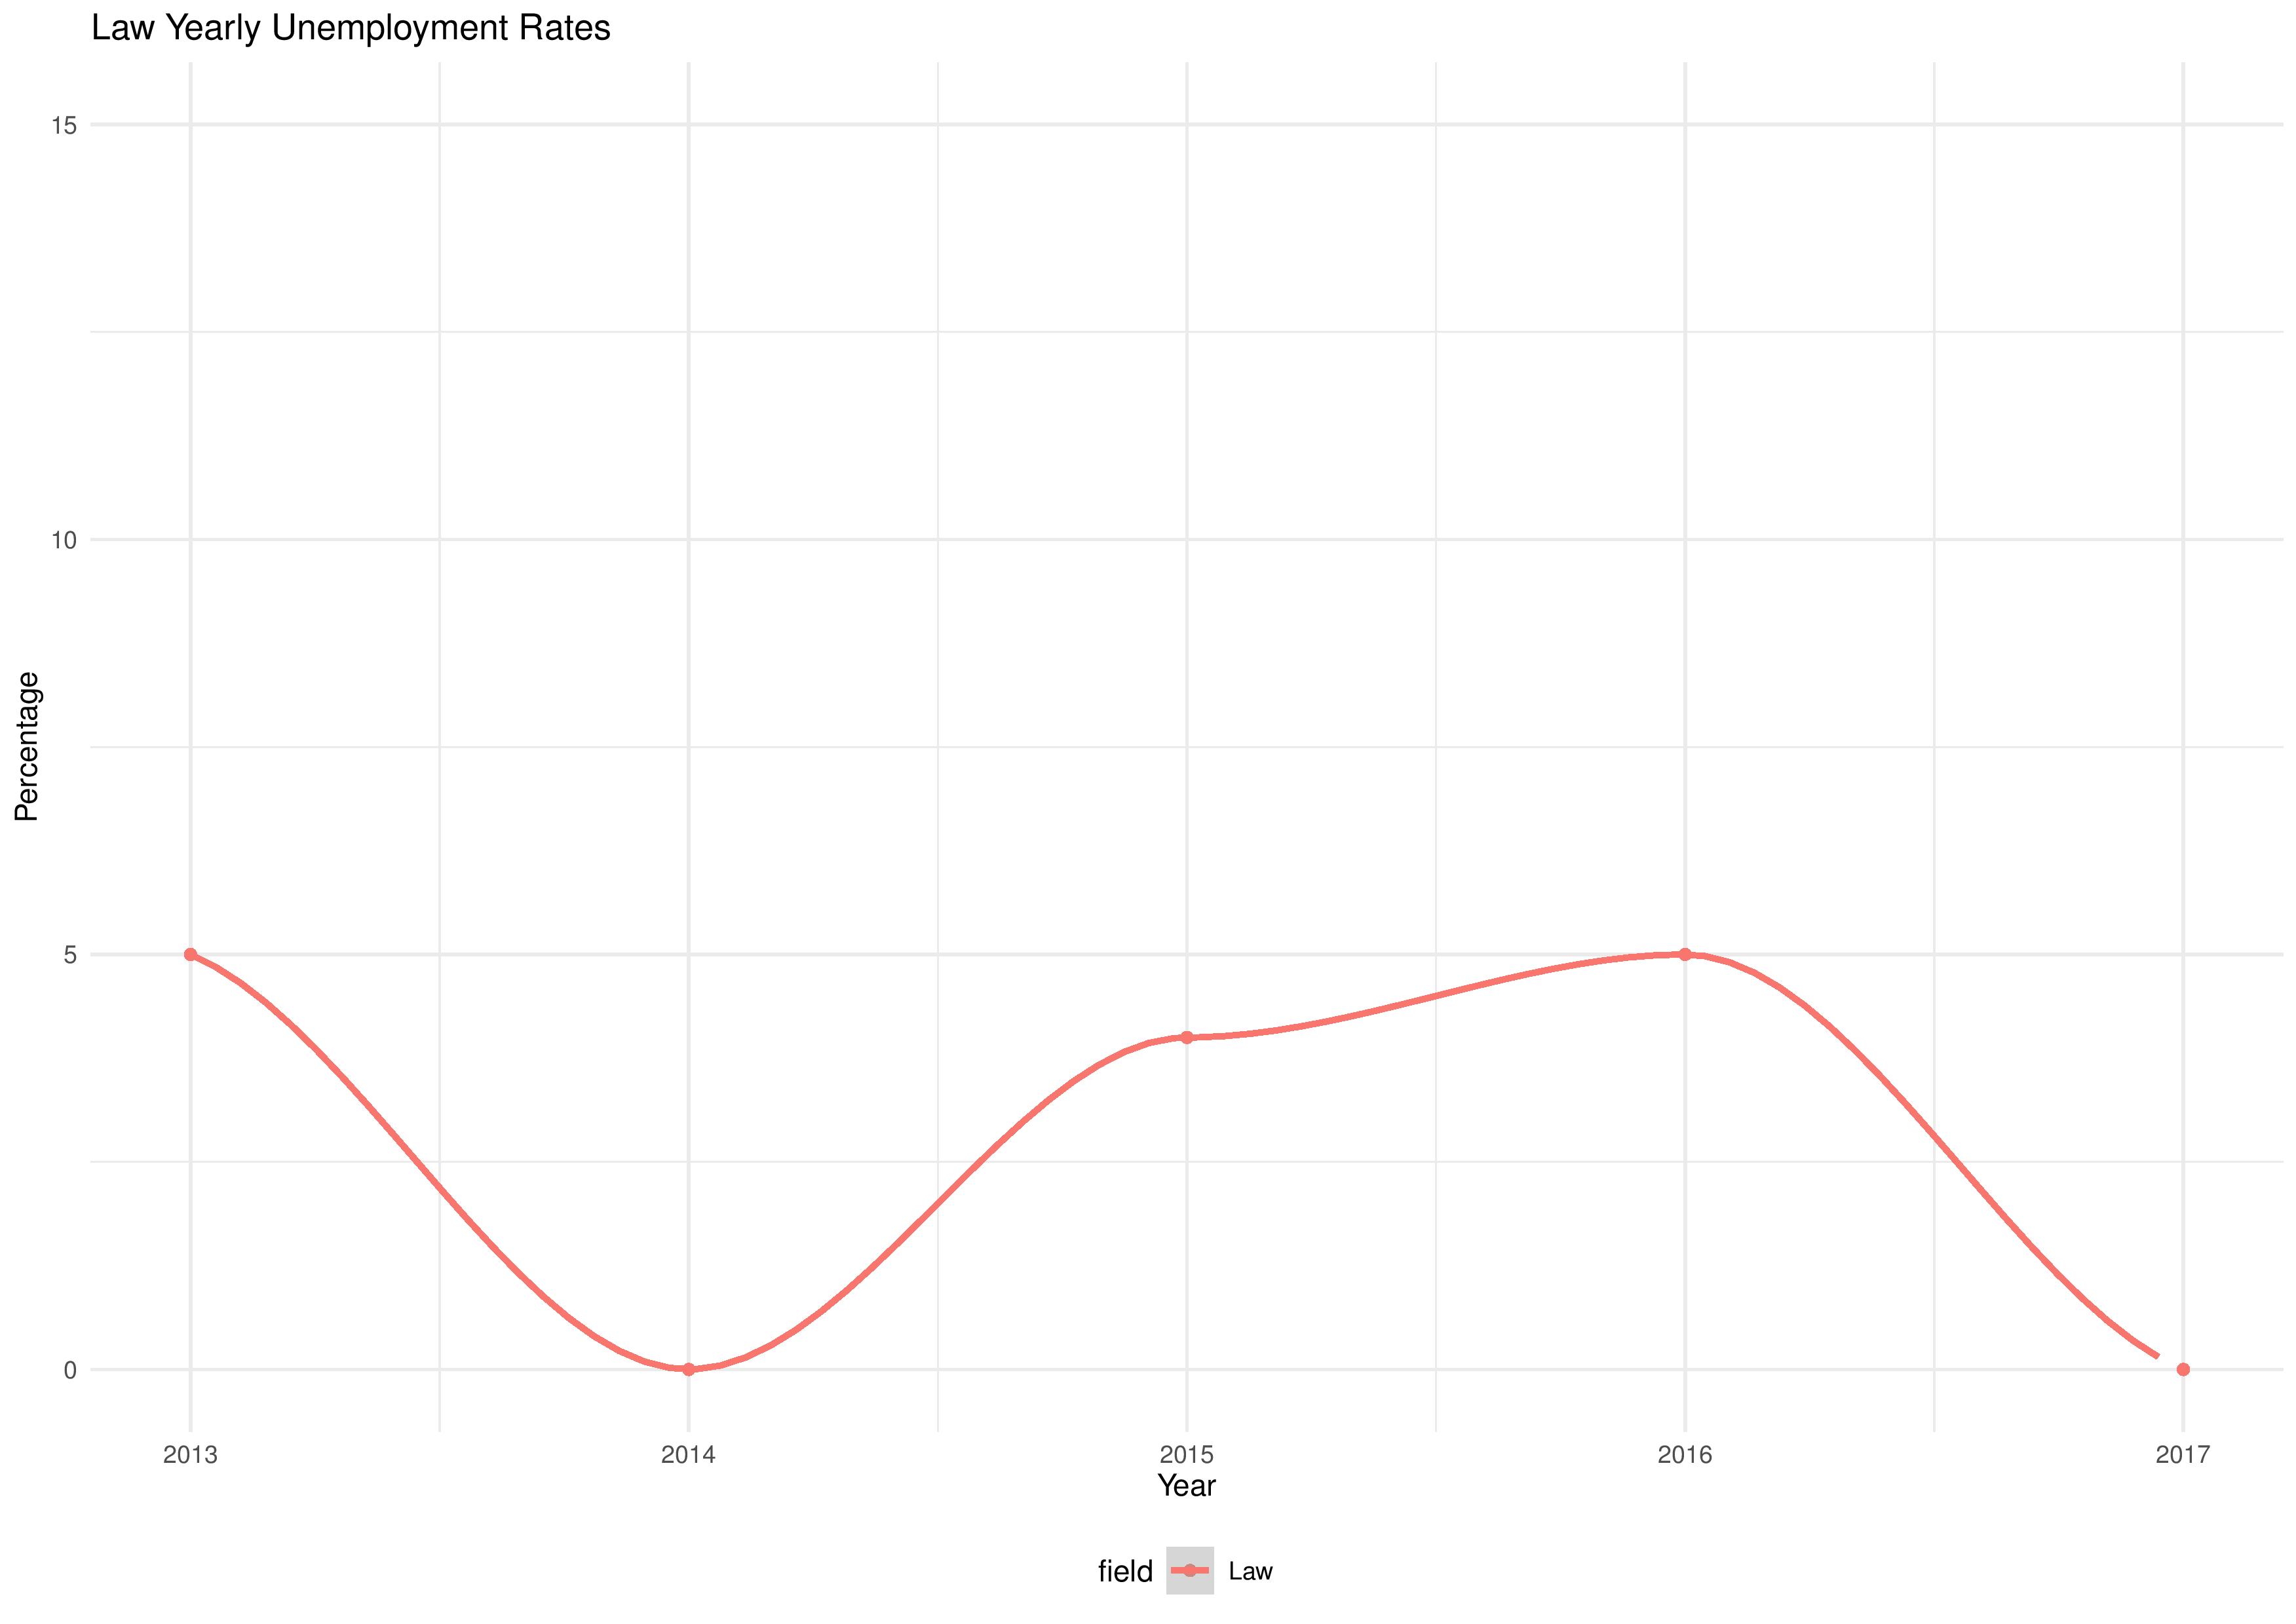 Law Yearly Unemployment Rates
15
10
Percentage
5
0
2013 2014 2015 2016 2017
Year
field Law